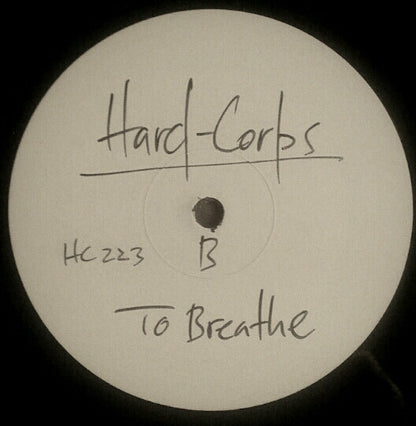 Hard-Corps
HC223 B
To Breathe